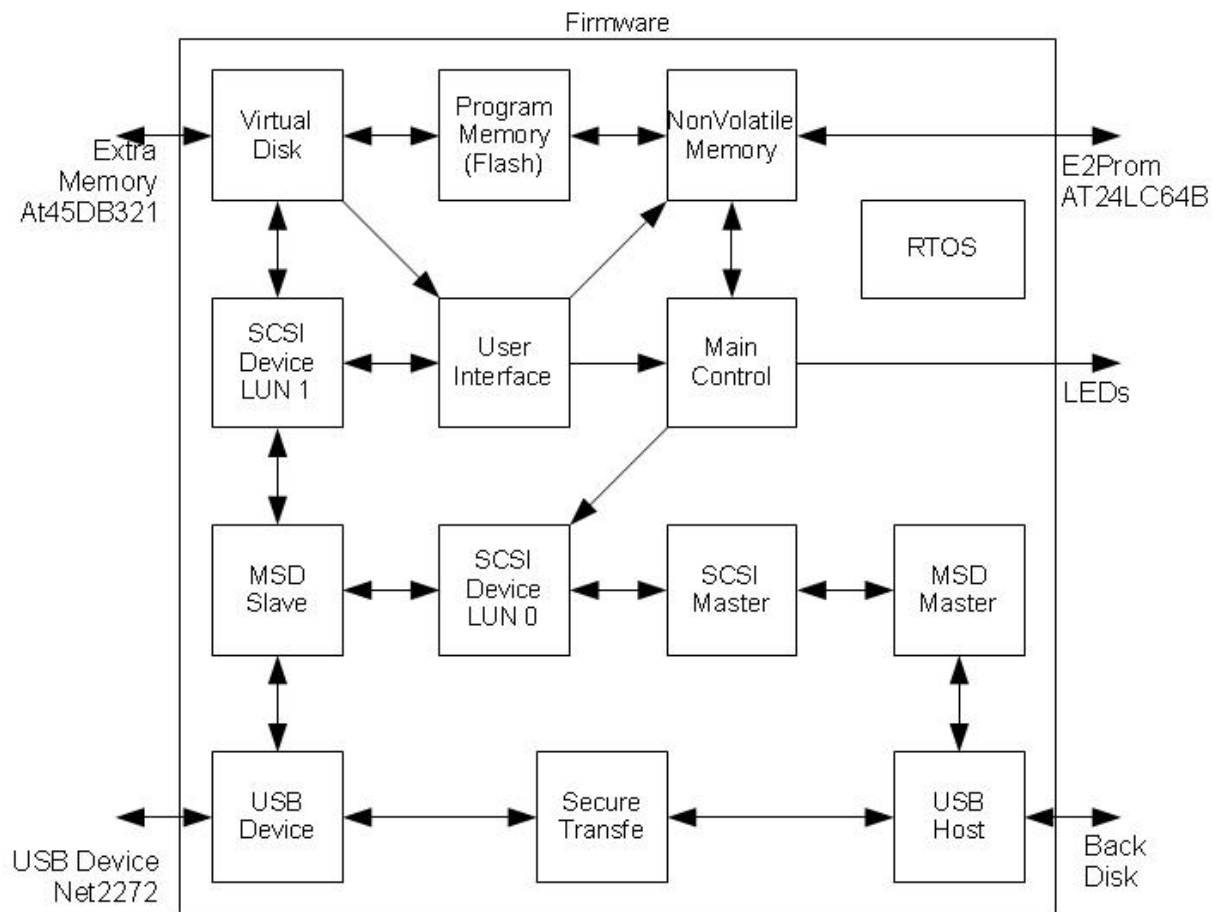 Firmware
Virtual
Disk
Program
Memory
(Flash)
NonVolatile
Memory
Extra
Memory
At45DB321
E2Prom
AT24LC64B
RTOS
SCSI
Device
LUN 1
User
Interface
Main
Control
LEDs
MSD
Slave
SCSI
Device
LUN 0
SCSI
Master
MSD
Master
USB
Device
Secure
Transfe
USB
Host
USB Device
Net2272
Back
Disk